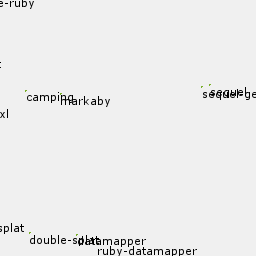 e-ruby
camping
markaby
sequel
sequel-ge
xl
splat
double-splat
datamapper
ruby-datamapper